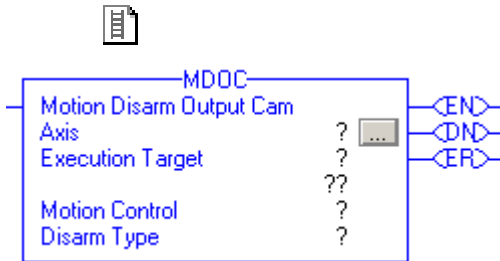 MDOC
Motion Disarm Output Cam EN
Axis ? ... DN
Execution Target ? ER
??
Motion Control ?
Disarm Type ?